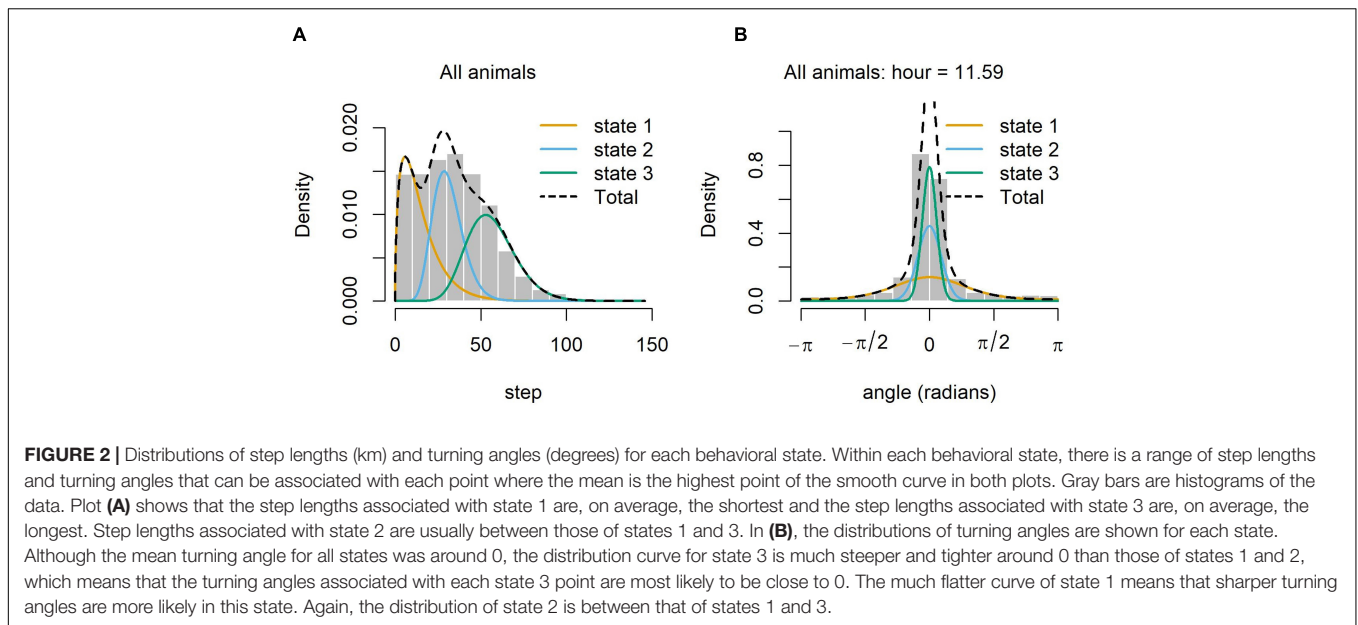 A
B
All animals
All animals: hour = 11.59
state 1
state 2
state 3
Total
0.000 0.010 0.020
Density
0 50 100 150
step
state 1
state 2
state 3
Total
0.0 0.4 0.8
Density
−π −π/2 0 π/2 π
angle (radians)
FIGURE 2 | Distributions of step lengths (km) and turning angles (degrees) for each behavioral state. Within each behavioral state, there is a range of step lengths
and turning angles that can be associated with each point where the mean is the highest point of the smooth curve in both plots. Gray bars are histograms of the
data. Plot (A) shows that the step lengths associated with state 1 are, on average, the shortest and the step lengths associated with state 3 are, on average, the
longest. Step lengths associated with state 2 are usually between those of states 1 and 3. In (B), the distributions of turning angles are shown for each state.
Although the mean turning angle for all states was around 0, the distribution curve for state 3 is much steeper and tighter around 0 than those of states 1 and 2,
which means that the turning angles associated with each state 3 point are most likely to be close to 0. The much flatter curve of state 1 means that sharper turning
angles are more likely in this state. Again, the distribution of state 2 is between that of states 1 and 3.